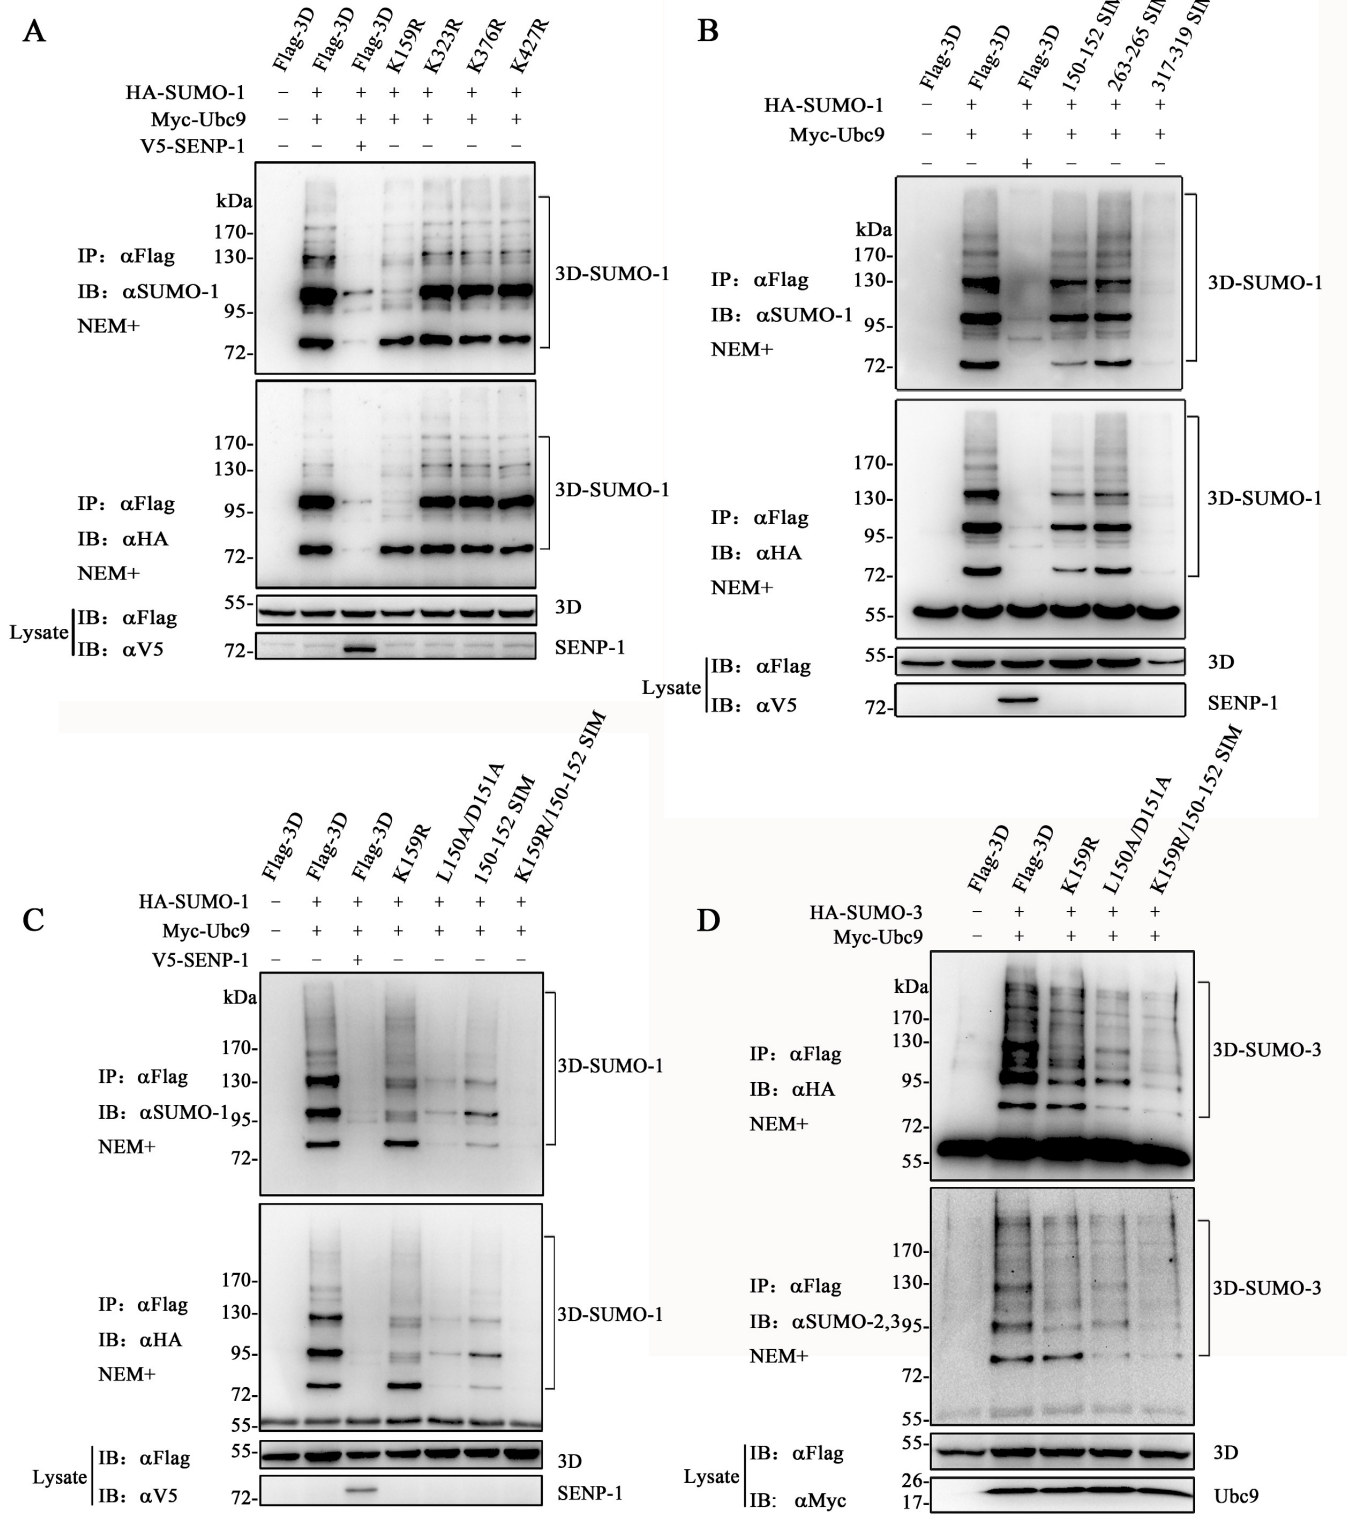 A
Flag-3D Flag-3D Flag-3D K159R K323R K376R K427R
HA-SUMO-1 – + + + + + +
Myc-Ubc9 – + + + + + +
V5-SENP-1 – – + – – – –
kDa
170-
130-
95-
72-
IP: αFlag
IB: αSUMO-1
NEM+
3D-SUMO-1
170-
130-
95-
72-
IP: αFlag
IB: αHA
NEM+
3D-SUMO-1
55-
Lysate
IB: αFlag
3D
IB: αV5
72-
SENP-1
B
Flag-3D Flag-3D Flag-3D 150-152 SIM 263-265 SIM 317-319 SIM
HA-SUMO-1 – + + + + +
Myc-Ubc9 – + + + + +
– – + – – –
kDa
170-
130-
95-
72-
IP: αFlag
IB: αSUMO-1
NEM+
3D-SUMO-1
170-
130-
95-
72-
55-
IP: αFlag
IB: αHA
NEM+
3D-SUMO-1
55-
Lysate
IB: αFlag
3D
IB: αV5
72-
SENP-1
C
Flag-3D Flag-3D Flag-3D K159R L150A/D151A 150-152 SIM K159R/150-152 SIM
HA-SUMO-1 – + + + + + +
Myc-Ubc9 – + + + + + +
V5-SENP-1 – – + – – – –
kDa
170-
130-
95-
72-
IP: αFlag
IB: αSUMO-1
NEM+
3D-SUMO-1
170-
130-
95-
72-
55-
IP: αFlag
IB: αHA
NEM+
3D-SUMO-1
55-
Lysate
IB: αFlag
3D
IB: αV5
72-
SENP-1
D
Flag-3D Flag-3D K159R L150A/D151A K159R/150-152 SIM
HA-SUMO-3 – + + + +
Myc-Ubc9 – + + + +
kDa
170-
130-
95-
72-
55-
IP: αFlag
IB: αHA
NEM+
3D-SUMO-3
170-
130-
95-
72-
55-
IP: αFlag
IB: αSUMO-2,3
NEM+
3D-SUMO-3
55-
Lysate
IB: αFlag
3D
26-
17-
IB: αMyc
Ubc9